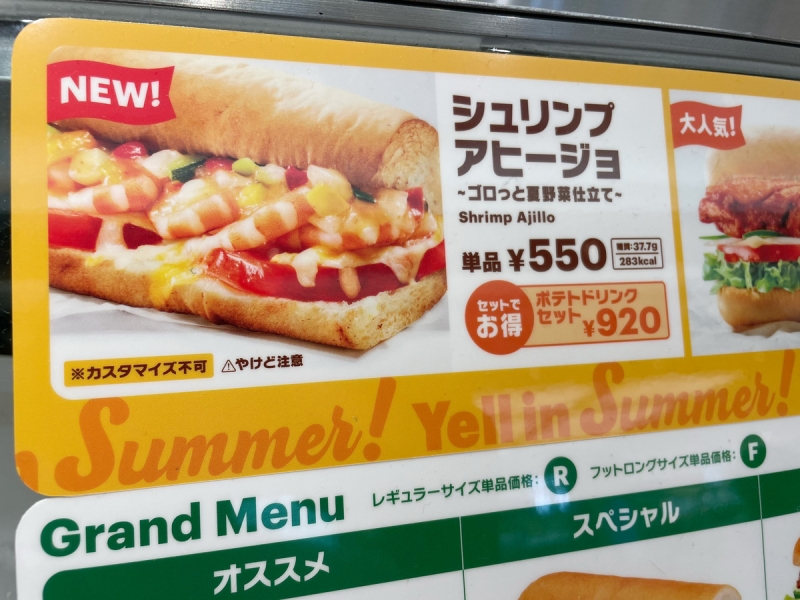 NEW!
シュリンプ
アヒージョ
~ゴロっと夏野菜仕立て~
Shrimp Ajillo
単品 ¥550
糖質:37.7g
283kcal
セットで
お得
ポテトドリンク
セット ¥920
※カスタマイズ不可 ⚠やけど注意
大人気!
Summer! Yell in Summer!
Grand Menu
レギュラーサイズ単品価格: R フットロングサイズ単品価格: F
オススメ
スペシャル